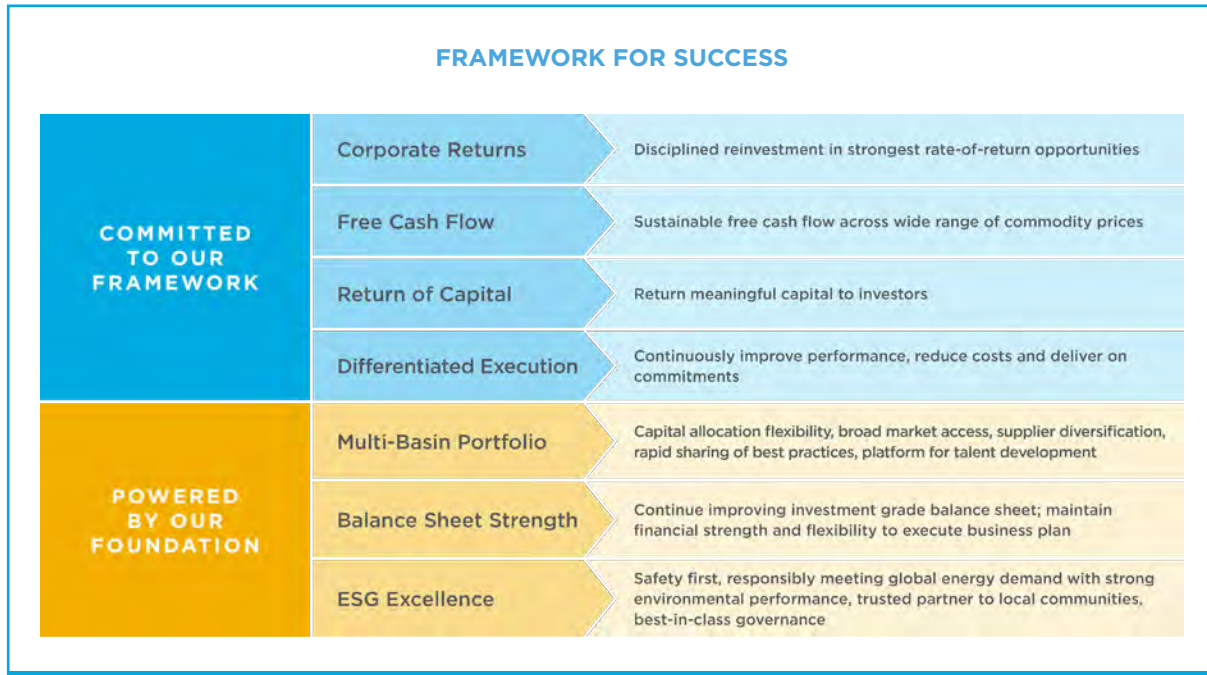 FRAMEWORK FOR SUCCESS
COMMITTED
TO OUR
FRAMEWORK
Corporate Returns
Disciplined reinvestment in strongest rate-of-return opportunities
Free Cash Flow
Sustainable free cash flow across wide range of commodity prices
Return of Capital
Return meaningful capital to investors
Differentiated Execution
Continuously improve performance, reduce costs and deliver on
commitments
POWERED
BY OUR
FOUNDATION
Multi-Basin Portfolio
Capital allocation flexibility, broad market access, supplier diversification,
rapid sharing of best practices, platform for talent development
Balance Sheet Strength
Continue improving investment grade balance sheet; maintain
financial strength and flexibility to execute business plan
ESG Excellence
Safety first, responsibly meeting global energy demand with strong
environmental performance, trusted partner to local communities,
best-in-class governance